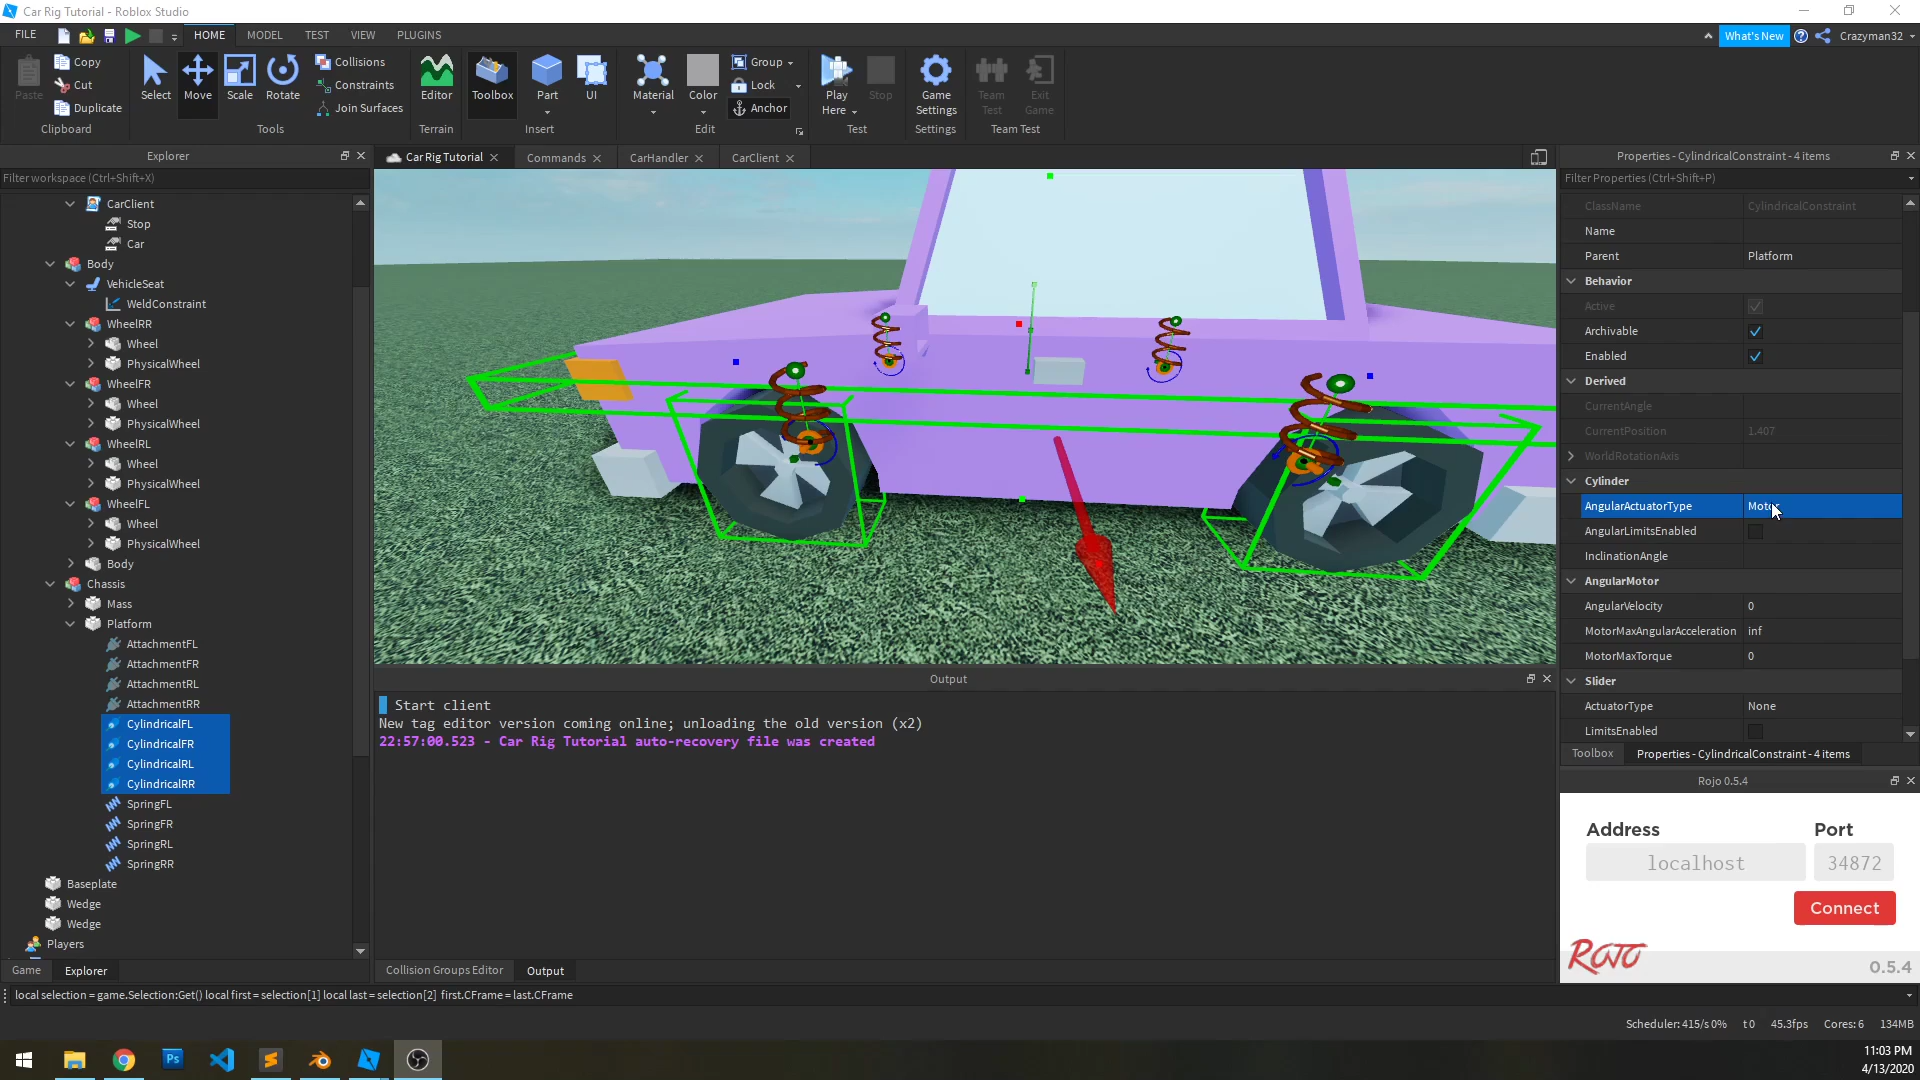 Car Rig Tutorial - Roblox Studio
FILE
HOME
MODEL
TEST
VIEW
PLUGINS
What's New
Crazyman32
Paste
Copy
Cut
Duplicate
Clipboard
Select
Move
Scale
Rotate
Collisions
Constraints
Join Surfaces
Tools
Editor
Terrain
Toolbox
Part
UI
Insert
Material
Color
Group
Lock
Anchor
Edit
Play
Here
Stop
Test
Game
Settings
Settings
Team
Test
Exit
Game
Team Test
Explorer
Filter workspace (Ctrl+Shift+X)
CarClient
Stop
Car
Body
VehicleSeat
WeldConstraint
WheelRR
Wheel
PhysicalWheel
WheelFR
Wheel
PhysicalWheel
WheelRL
Wheel
PhysicalWheel
WheelFL
Wheel
PhysicalWheel
Body
Chassis
Mass
Platform
AttachmentFL
AttachmentFR
AttachmentRL
AttachmentRR
CylindricalFL
CylindricalFR
CylindricalRL
CylindricalRR
SpringFL
SpringFR
SpringRL
SpringRR
Baseplate
Wedge
Wedge
Players
Game
Explorer
Car Rig Tutorial
Commands
CarHandler
CarClient
Output
Start client
New tag editor version coming online; unloading the old version (x2)
22:57:00.523 - Car Rig Tutorial auto-recovery file was created
Collision Groups Editor
Output
Properties - CylindricalConstraint - 4 items
Filter Properties (Ctrl+Shift+P)
ClassName CylindricalConstraint
Name
Parent Platform
Behavior
Active
Archivable
Enabled
Derived
CurrentAngle
CurrentPosition 1.407
WorldRotationAxis
Cylinder
AngularActuatorType Motor
AngularLimitsEnabled
InclinationAngle
AngularMotor
AngularVelocity 0
MotorMaxAngularAcceleration inf
MotorMaxTorque 0
Slider
ActuatorType None
LimitsEnabled
Toolbox
Properties - CylindricalConstraint - 4 items
Rojo 0.5.4
Address
Port
localhost
34872
Connect
ROJO
0.5.4
local selection = game.Selection:Get() local first = selection[1] local last = selection[2] first.CFrame = last.CFrame
Scheduler: 415/s 0% t0 45.3fps Cores: 6 134MB
Ps
11:03 PM
4/13/2020